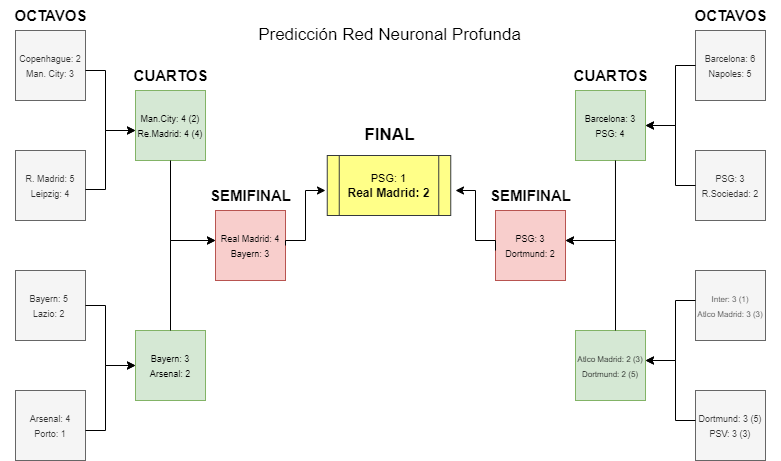 Predicción Red Neuronal Profunda
OCTAVOS
Copenhague: 2
Man. City: 3
R. Madrid: 5
Leipzig: 4
Bayern: 5
Lazio: 2
Arsenal: 4
Porto: 1
CUARTOS
Man.City: 4 (2)
Re.Madrid: 4 (4)
Bayern: 3
Arsenal: 2
SEMIFINAL
Real Madrid: 4
Bayern: 3
FINAL
PSG: 1
Real Madrid: 2
SEMIFINAL
PSG: 3
Dortmund: 2
CUARTOS
Barcelona: 3
PSG: 4
Atlco Madrid: 2 (3)
Dortmund: 2 (5)
OCTAVOS
Barcelona: 6
Napoles: 5
PSG: 3
R.Sociedad: 2
Inter: 3 (1)
Atlco Madrid: 3 (3)
Dortmund: 3 (5)
PSV: 3 (3)